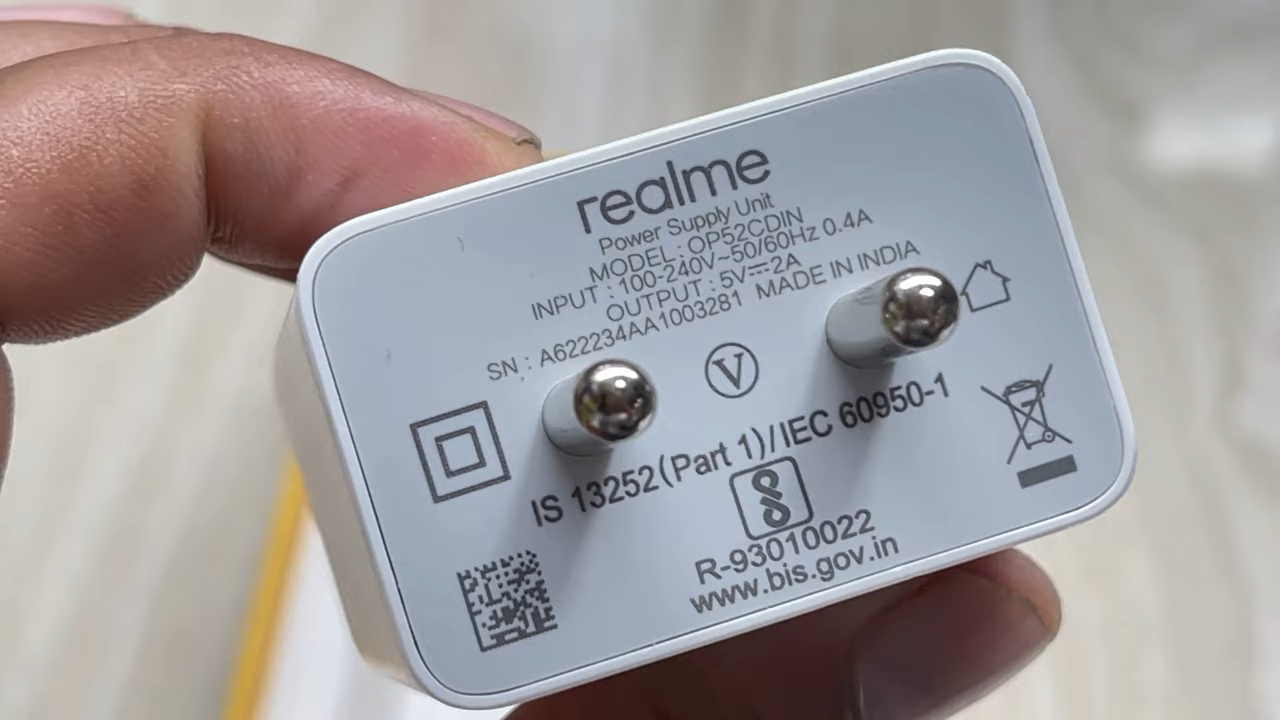 realme
Power Supply Unit
MODEL : OP52CDIN
INPUT : 100-240V~50/60Hz 0.4A
OUTPUT : 5V⎓2A
SN : A622234AA1003281 MADE IN INDIA
V
IS 13252(Part 1)/IEC 60950-1
R-93010022
www.bis.gov.in